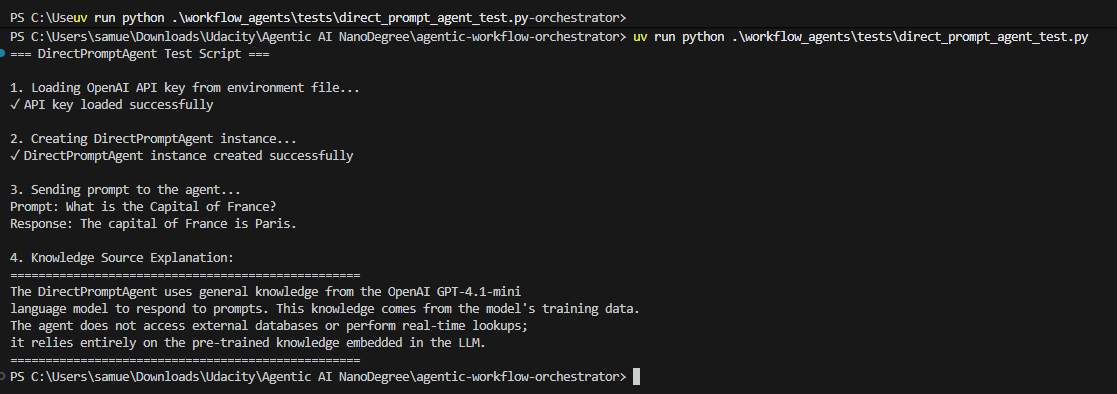 PS C:\Useuv run python .\workflow_agents\tests\direct_prompt_agent_test.py-orchestrator>
PS C:\Users\samue\Downloads\Udacity\Agentic AI NanoDegree\agentic-workflow-orchestrator> uv run python .\workflow_agents\tests\direct_prompt_agent_test.py
=== DirectPromptAgent Test Script ===
1. Loading OpenAI API key from environment file...
✓ API key loaded successfully
2. Creating DirectPromptAgent instance...
✓ DirectPromptAgent instance created successfully
3. Sending prompt to the agent...
Prompt: What is the Capital of France?
Response: The capital of France is Paris.
4. Knowledge Source Explanation:
==================================================
The DirectPromptAgent uses general knowledge from the OpenAI GPT-4.1-mini
language model to respond to prompts. This knowledge comes from the model's training data.
The agent does not access external databases or perform real-time lookups;
it relies entirely on the pre-trained knowledge embedded in the LLM.
==================================================
PS C:\Users\samue\Downloads\Udacity\Agentic AI NanoDegree\agentic-workflow-orchestrator>